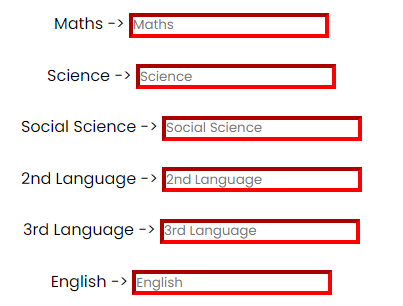 Maths -> Maths
Science -> Science
Social Science -> Social Science
2nd Language -> 2nd Language
3rd Language -> 3rd Language
English -> English